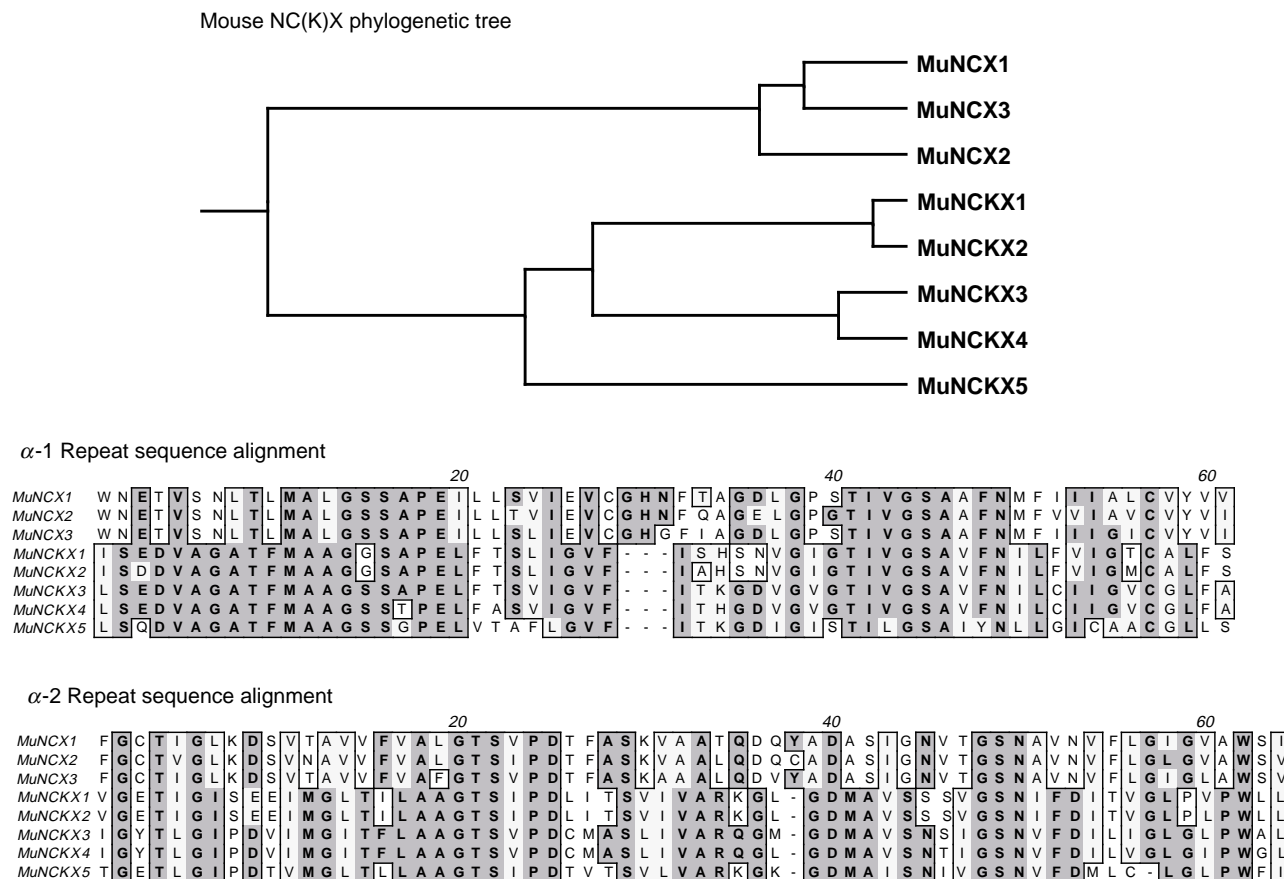 Mouse NC(K)X phylogenetic tree
MuNCX1
MuNCX3
MuNCX2
MuNCKX1
MuNCKX2
MuNCKX3
MuNCKX4
MuNCKX5
α-1 Repeat sequence alignment
20 40 60
MuNCX1 W N E T V S N L T L M A L G S S A P E I L L S V I E V C G H N F T A G D L G P S T I V G S A A F N M F I I I A L C V Y V V
MuNCX2 W N E T V S N L T L M A L G S S A P E I L L T V I E V C G H N F Q A G E L G P G T I V G S A A F N M F V V I A V C V Y V I
MuNCX3 W N E T V S N L T L M A L G S S A P E I L L S L I E V C G H G F I A G D L G P S T I V G S A A F N M F I I I G I C V Y V I
MuNCKX1 I S E D V A G A T F M A A G G S A P E L F T S L I G V F - - - I S H S N V G I G T I V G S A V F N I L F V I G T C A L F S
MuNCKX2 I S D D V A G A T F M A A G G S A P E L F T S L I G V F - - - I A H S N V G I G T I V G S A V F N I L F V I G M C A L F S
MuNCKX3 L S E D V A G A T F M A A G S S A P E L F T S V I G V F - - - I T K G D V G V G T I V G S A V F N I L C I I G V C G L F A
MuNCKX4 L S E D V A G A T F M A A G S S T P E L F A S V I G V F - - - I T H G D V G V G T I V G S A V F N I L C I I G V C G L F A
MuNCKX5 L S Q D V A G A T F M A A G S S G P E L V T A F L G V F - - - I T K G D I G I S T I L G S A I Y N L L G I C A A C G L L S
α-2 Repeat sequence alignment
20 40 60
MuNCX1 F G C T I G L K D S V T A V V F V A L G T S V P D T F A S K V A A T Q D Q Y A D A S I G N V T G S N A V N V F L G I G V A W S I
MuNCX2 F G C T I G L K D S V N A V V F V A L G T S I P D T F A S K V A A L Q D Q C A D A S I G N V T G S N A V N V F L G L G V A W S V
MuNCX3 F G C T I G L K D S V T A V V F V A F G T S V P D T F A S K A A A L Q D V Y A D A S I G N V T G S N A V N V F L G I G L A W S V
MuNCKX1 V G E T I G I S E E I M G L T I L A A G T S I P D L I T S V I V A R K G L - G D M A V S S S V G S N I F D I T V G L P V P W L L
MuNCKX2 V G E T I G I S E E I M G L T I L A A G T S I P D L I T S V I V A R K G L - G D M A V S S S V G S N I F D I T V G L P L P W L L
MuNCKX3 I G Y T L G I P D V I M G I T F L A A G T S V P D C M A S L I V A R Q G M - G D M A V S N S I G S N V F D I L I G L G L P W A L
MuNCKX4 I G Y T L G I P D V I M G I T F L A A G T S V P D C M A S L I V A R Q G L - G D M A V S N T I G S N V F D I L V G L G I P W G L
MuNCKX5 T G E T L G I P D T V M G L T L L A A G T S I P D T V T S V L V A R K G K - G D M A I S N I V G S N V F D M L C - L G L P W F I